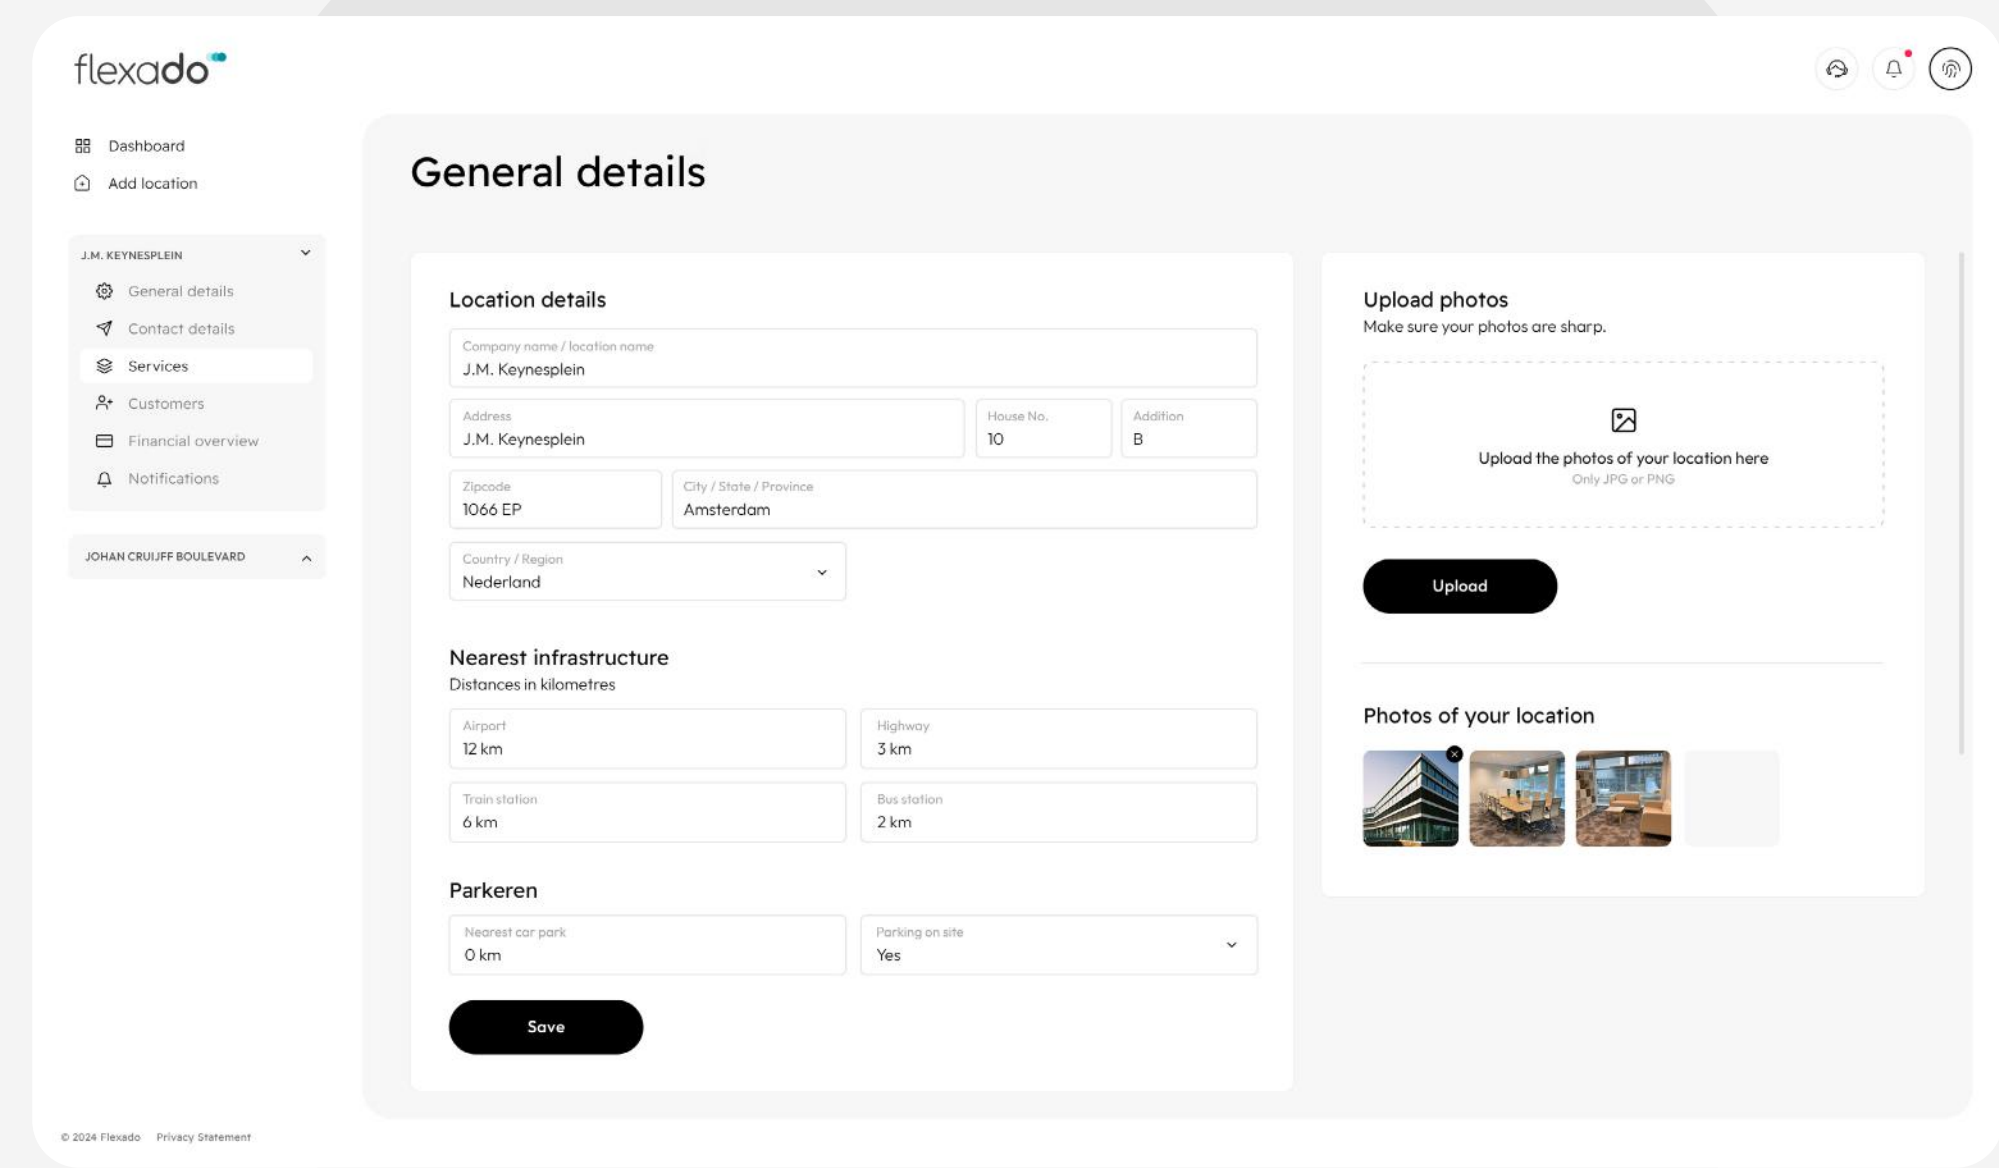 flexado
Dashboard
Add location
J.M. KEYNESPLEIN
General details
Contact details
Services
Customers
Financial overview
Notifications
JOHAN CRUIJFF BOULEVARD
General details
Location details
Company name / location name
J.M. Keynesplein
Address
J.M. Keynesplein
House No.
10
Addition
B
Zipcode
1066 EP
City / State / Province
Amsterdam
Country / Region
Nederland
Nearest infrastructure
Distances in kilometres
Airport
12 km
Highway
3 km
Train station
6 km
Bus station
2 km
Parkeren
Nearest car park
0 km
Parking on site
Yes
Save
Upload photos
Make sure your photos are sharp.
Upload the photos of your location here
Only JPG or PNG
Upload
Photos of your location
© 2024 Flexado Privacy Statement